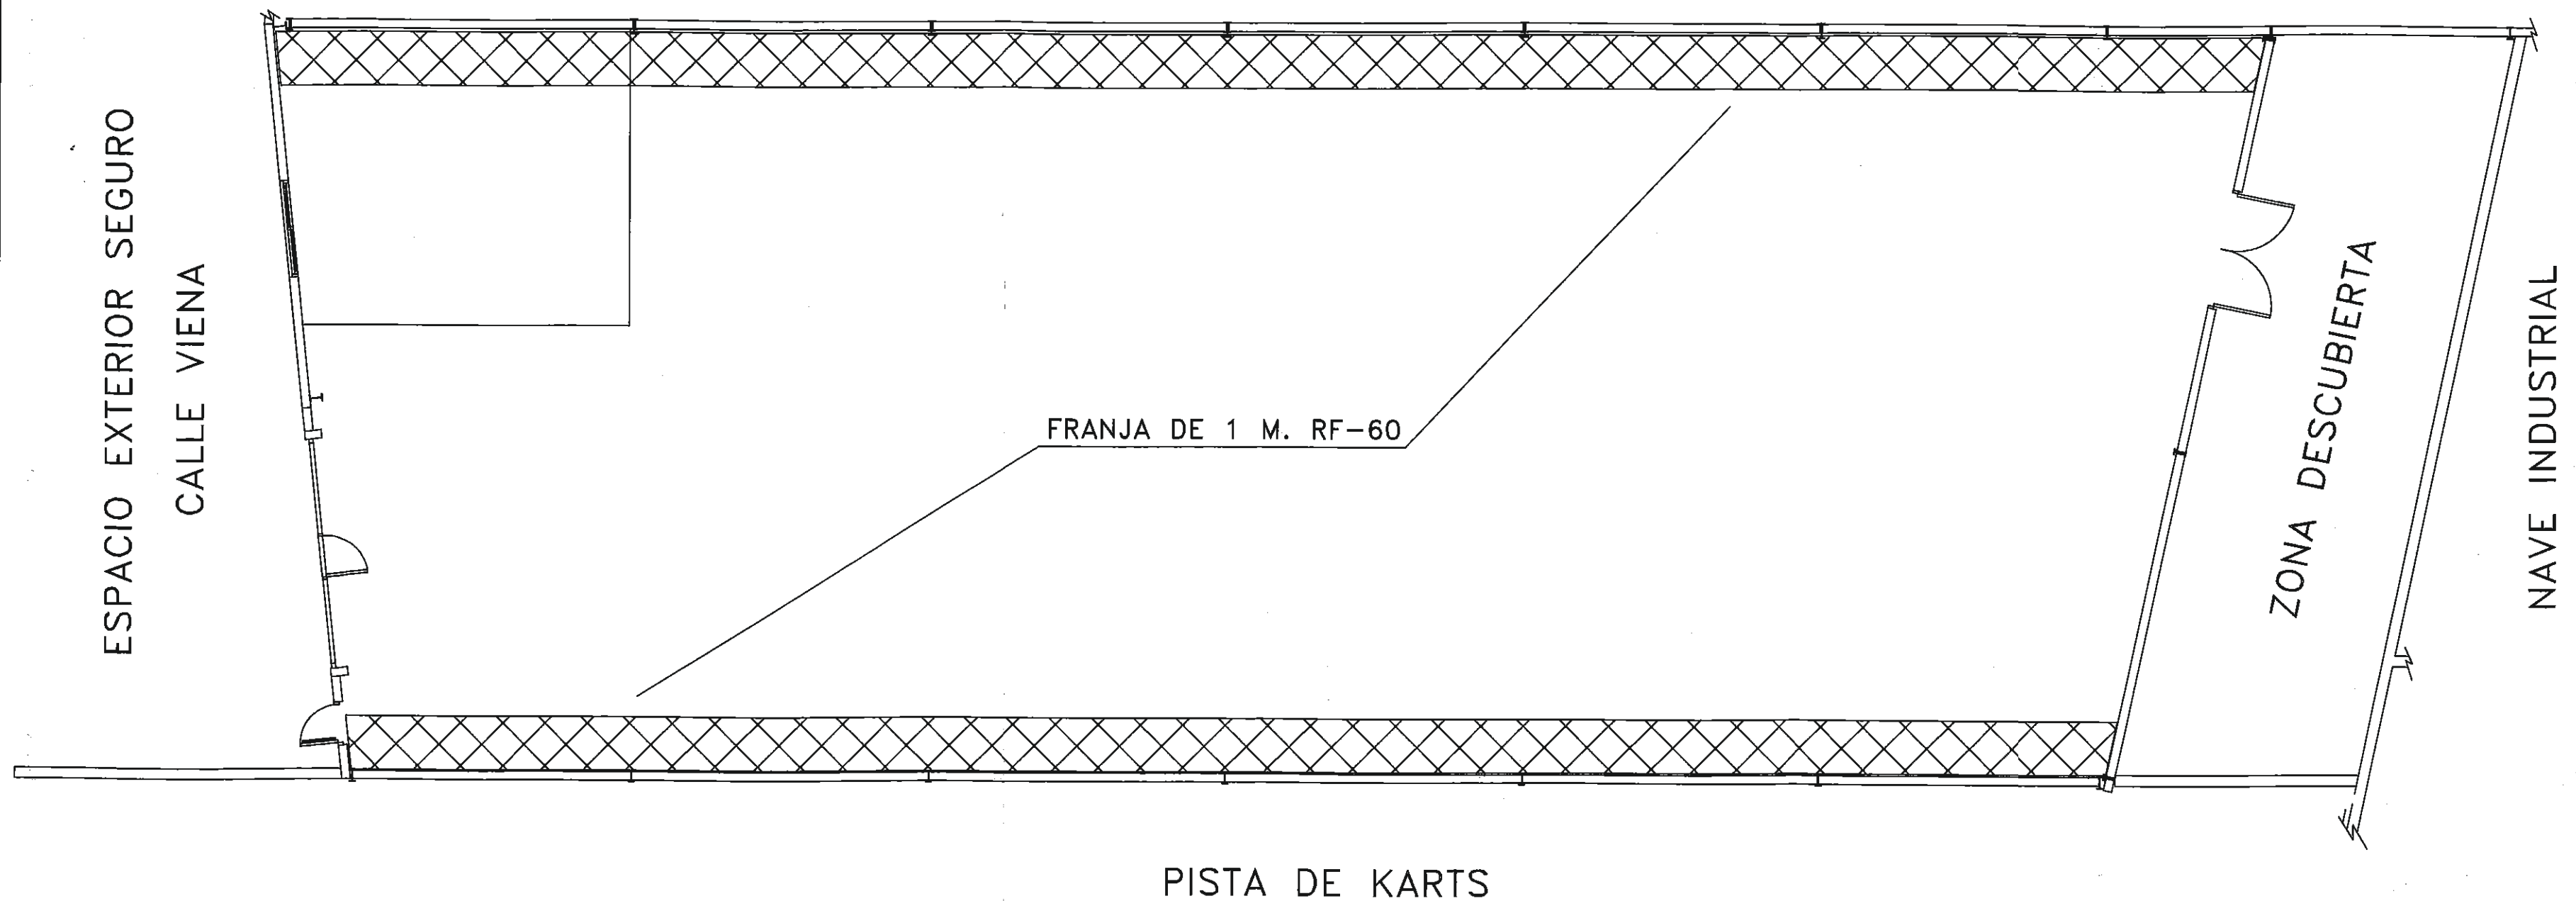 ESPACIO EXTERIOR SEGURO
CALLE VIENA
FRANJA DE 1 M. RF-60
ZONA DESCUBIERTA
NAVE INDUSTRIAL
PISTA DE KARTS